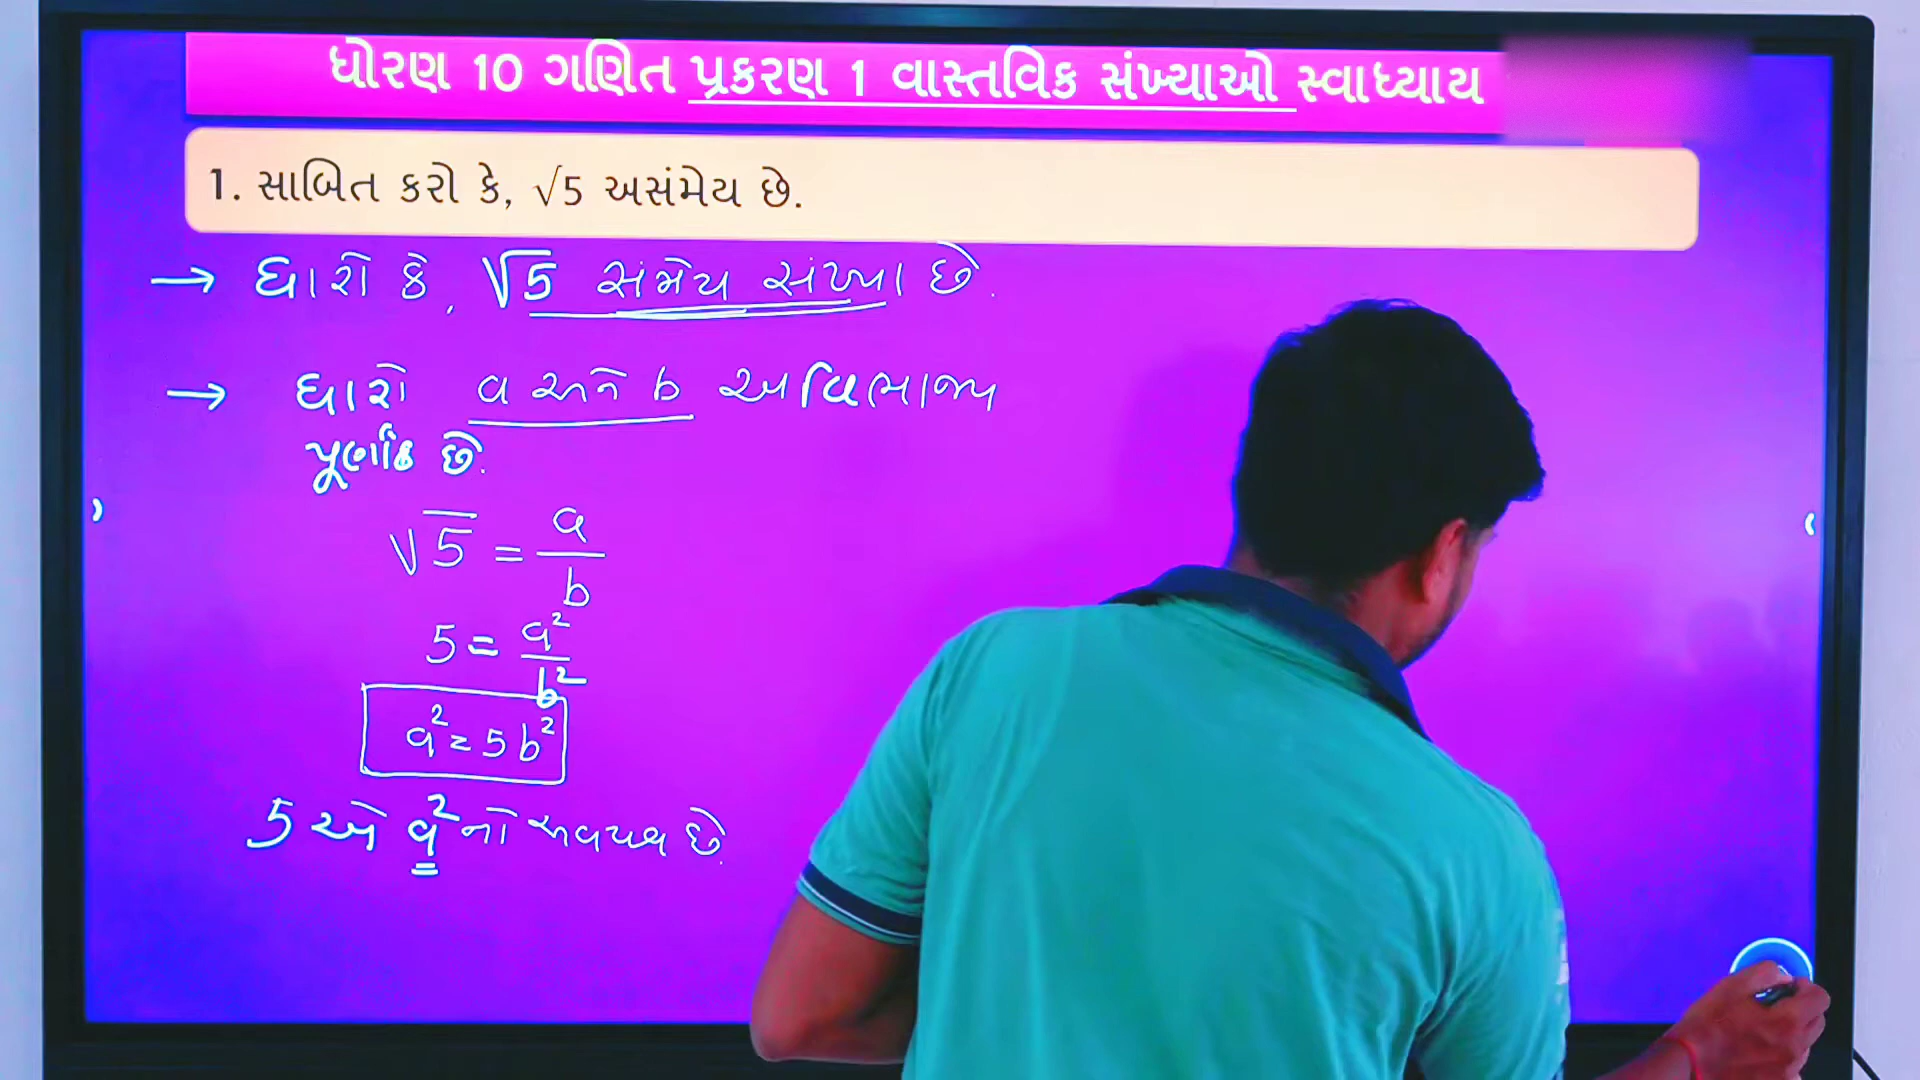 ધોરણ 10 ગણિત પ્રકરણ 1 વાસ્તવિક સંખ્યાઓ સ્વાધ્યાય
1. સાબિત કરો કે, √5 અસંમેય છે.
→ ધારો કે, √5 સંમેય સંખ્યા છે.
→ ધારો a અને b અવિભાજ્ય
પૂર્ણાંક છે.
√5 = a/b
5 = a²/b²
a² = 5b²
5 એ a² નો અવયવ છે.